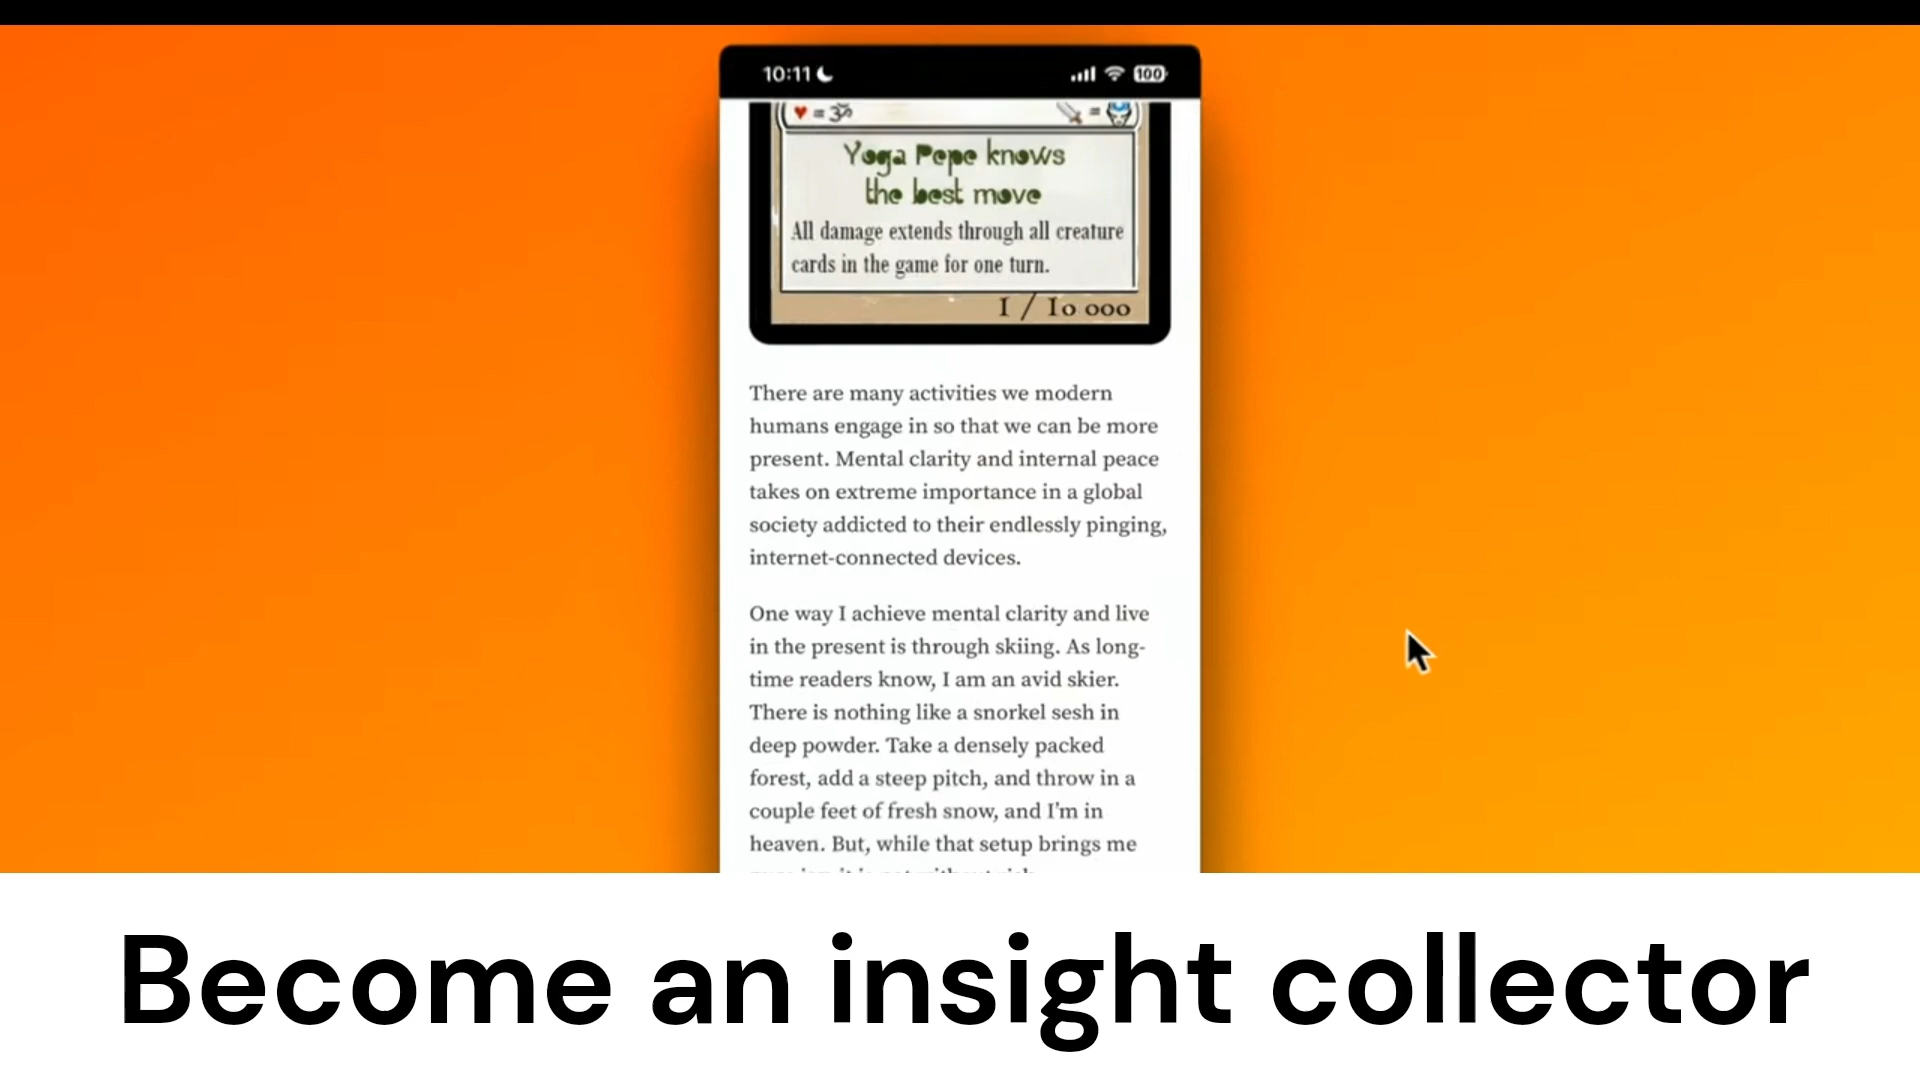 10:11
100
= ॐ
=
Yoga Pepe knows
the best move
All damage extends through all creature
cards in the game for one turn.
1 / 10 000
There are many activities we modern
humans engage in so that we can be more
present. Mental clarity and internal peace
takes on extreme importance in a global
society addicted to their endlessly pinging,
internet-connected devices.
One way I achieve mental clarity and live
in the present is through skiing. As long-
time readers know, I am an avid skier.
There is nothing like a snorkel sesh in
deep powder. Take a densely packed
forest, add a steep pitch, and throw in a
couple feet of fresh snow, and I'm in
heaven. But, while that setup brings me
Become an insight collector